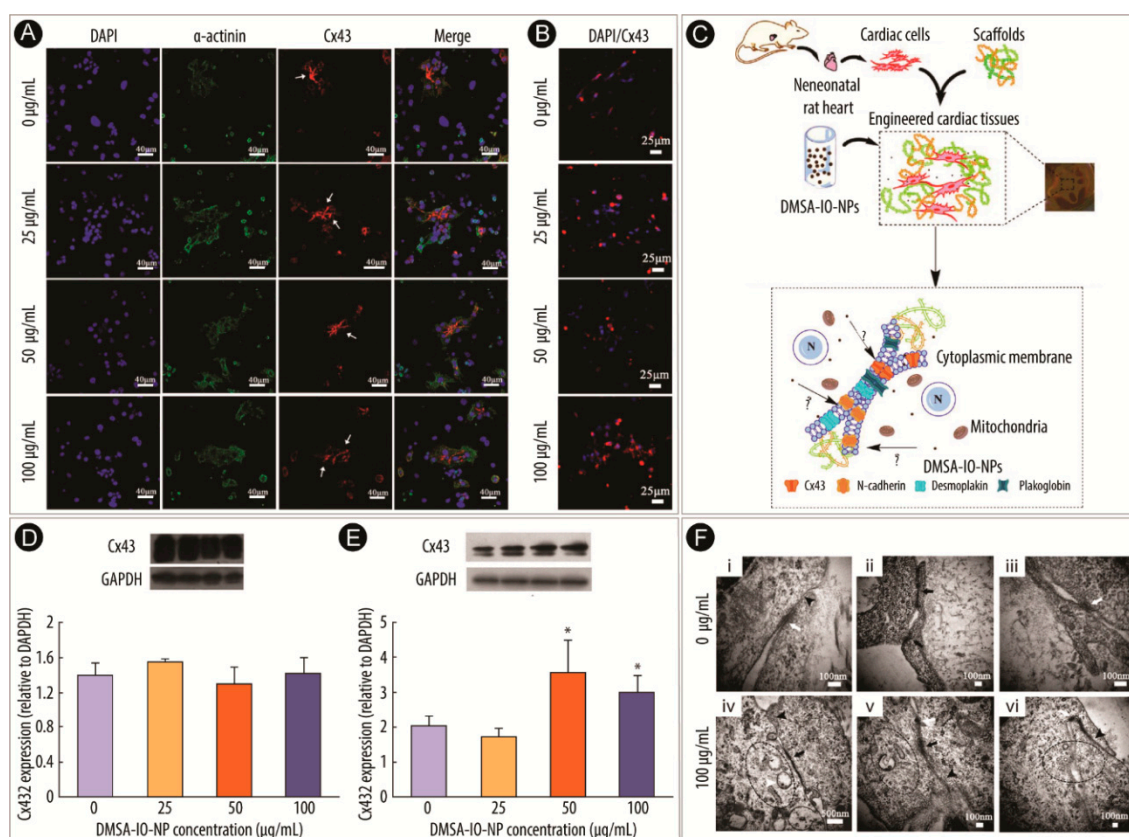 A
DAPI
α-actinin
Cx43
Merge
0 µg/mL
40µm
40µm
40µm
40µm
25 µg/mL
40µm
40µm
40µm
40µm
50 µg/mL
40µm
40µm
40µm
40µm
100 µg/mL
40µm
40µm
40µm
40µm
B
DAPI/Cx43
0 µg/mL
25µm
25 µg/mL
25µm
50 µg/mL
25µm
100 µg/mL
25µm
C
Cardiac cells
Scaffolds
Neneonatal
rat heart
Engineered cardiac tissues
DMSA-IO-NPs
?
N
Cytoplasmic membrane
?
N
Mitochondria
?
DMSA-IO-NPs
Cx43
N-cadherin
Desmoplakin
Plakoglobin
D
Cx43
GAPDH
Cx432 expression (relative to DAPDH)
2.0
1.6
1.2
0.8
0.4
0
0
25
50
100
DMSA-IO-NP concentration (µg/mL)
E
Cx43
GAPDH
Cx432 expression (relative to DAPDH)
5
4
3
2
1
0
*
*
0
25
50
100
DMSA-IO-NP concentration (µg/mL)
F
0 µg/mL
i
100nm
ii
100nm
iii
100nm
100 µg/mL
iv
500nm
v
100nm
vi
100nm